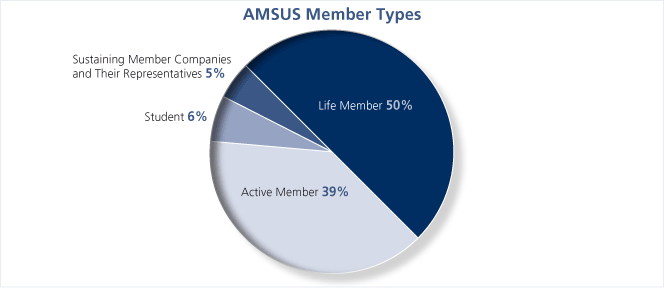 AMSUS Member Types
Sustaining Member Companies
and Their Representatives 5%
Life Member 50%
Student 6%
Active Member 39%